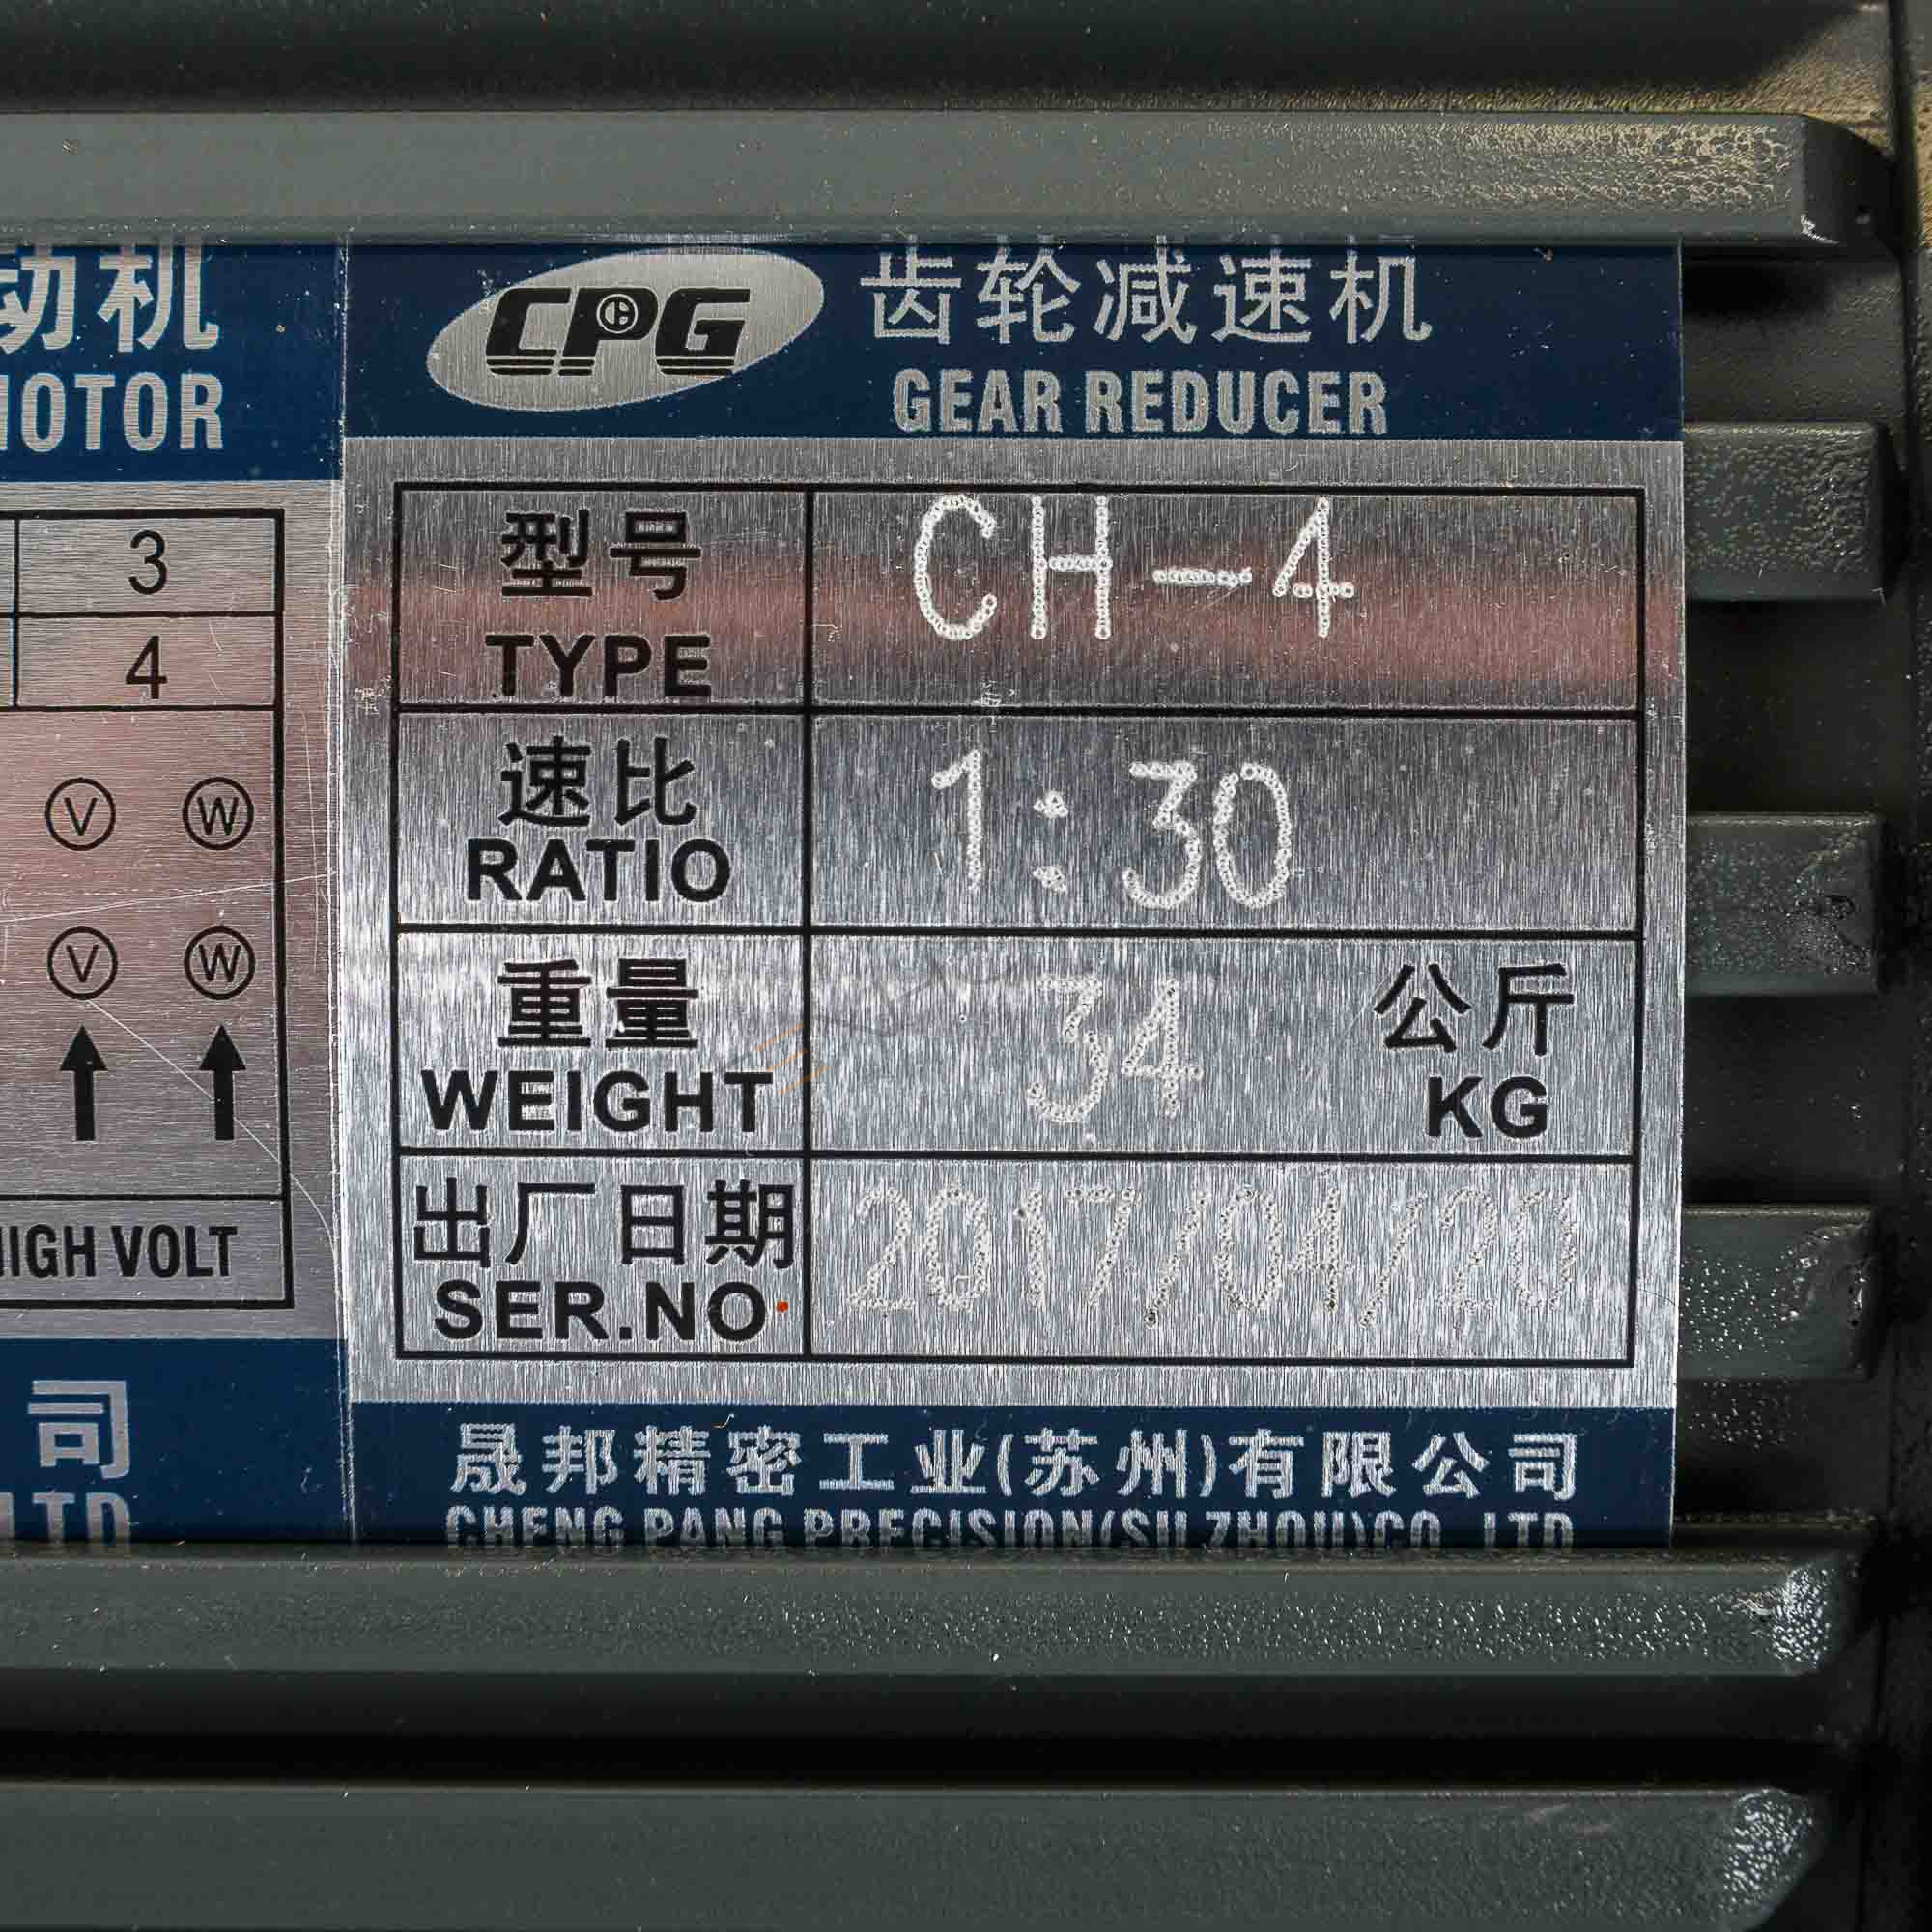 动机
MOTOR
3
4
V W
V W
HIGH VOLT
司
LTD
CPG
齿轮减速机
GEAR REDUCER
型号
TYPE
CH-4
速比
RATIO
1:30
重量
WEIGHT
34
公斤
KG
出厂日期
SER.NO
2017/04/20
晟邦精密工业(苏州)有限公司
CHENG PANG PRECISION(SU ZHOU)CO.,LTD